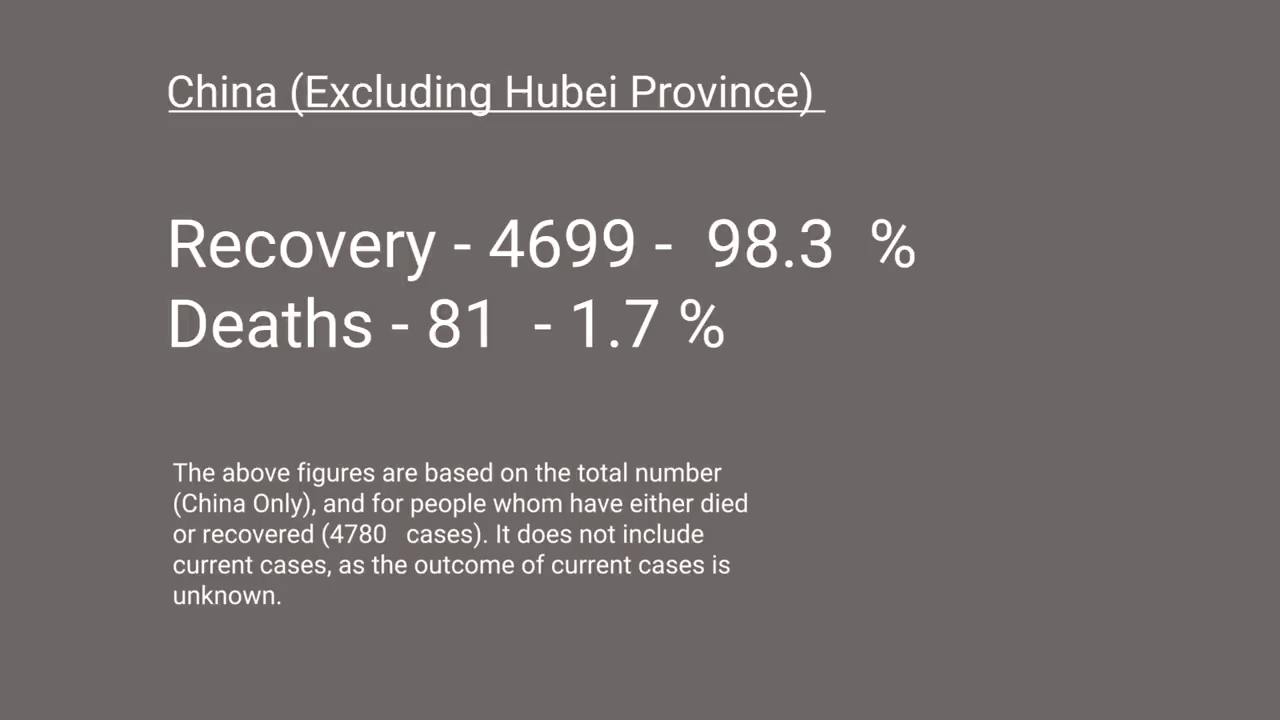 China (Excluding Hubei Province)
Recovery - 4699 - 98.3 %
Deaths - 81 - 1.7 %
The above figures are based on the total number
(China Only), and for people whom have either died
or recovered (4780 cases). It does not include
current cases, as the outcome of current cases is
unknown.